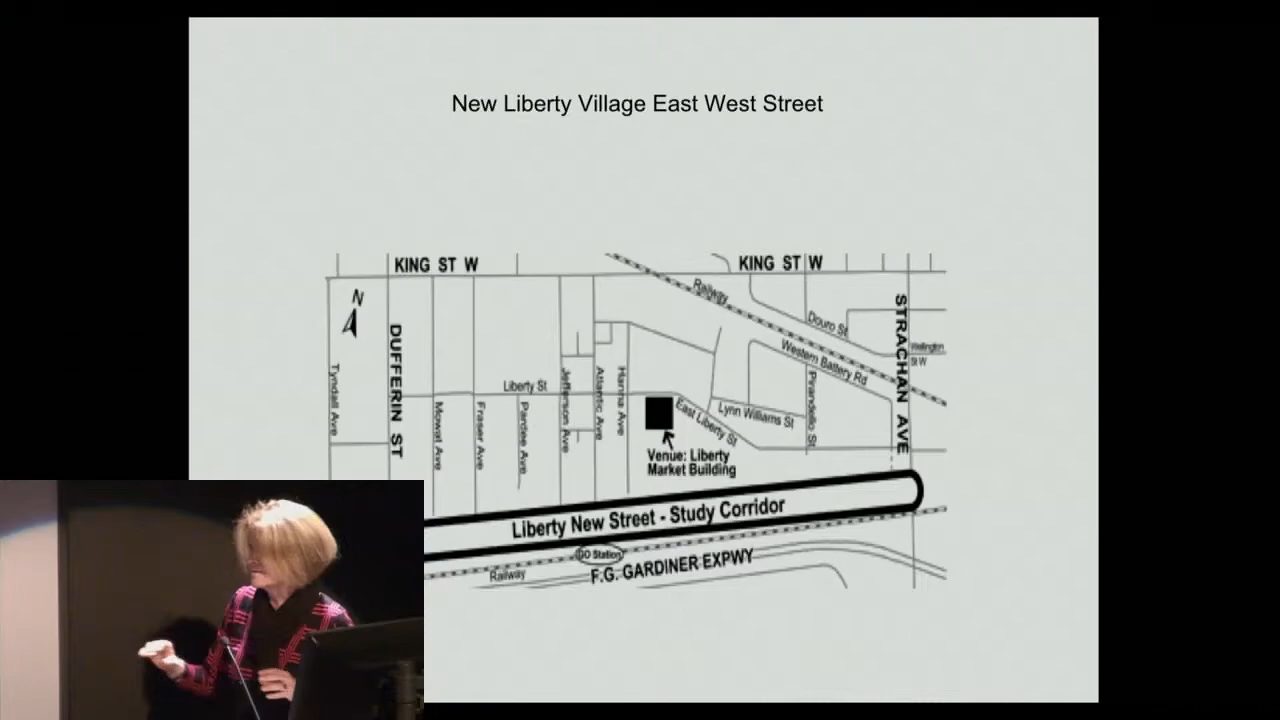 New Liberty Village East West Street
KING ST W
KING ST W
N
Railway
STRACHAN AVE
Douro St
DUFFERIN ST
Wellington
St W
Western Battery Rd
Tyndall Ave
Liberty St
Jefferson Ave
Atlantic Ave
Hanna Ave
Pirandello St
Mowat Ave
Fraser Ave
Pardee Ave
East Liberty St
Lynn Williams St
Venue: Liberty
Market Building
Liberty New Street - Study Corridor
GO Station
F.G. GARDINER EXPWY
Railway